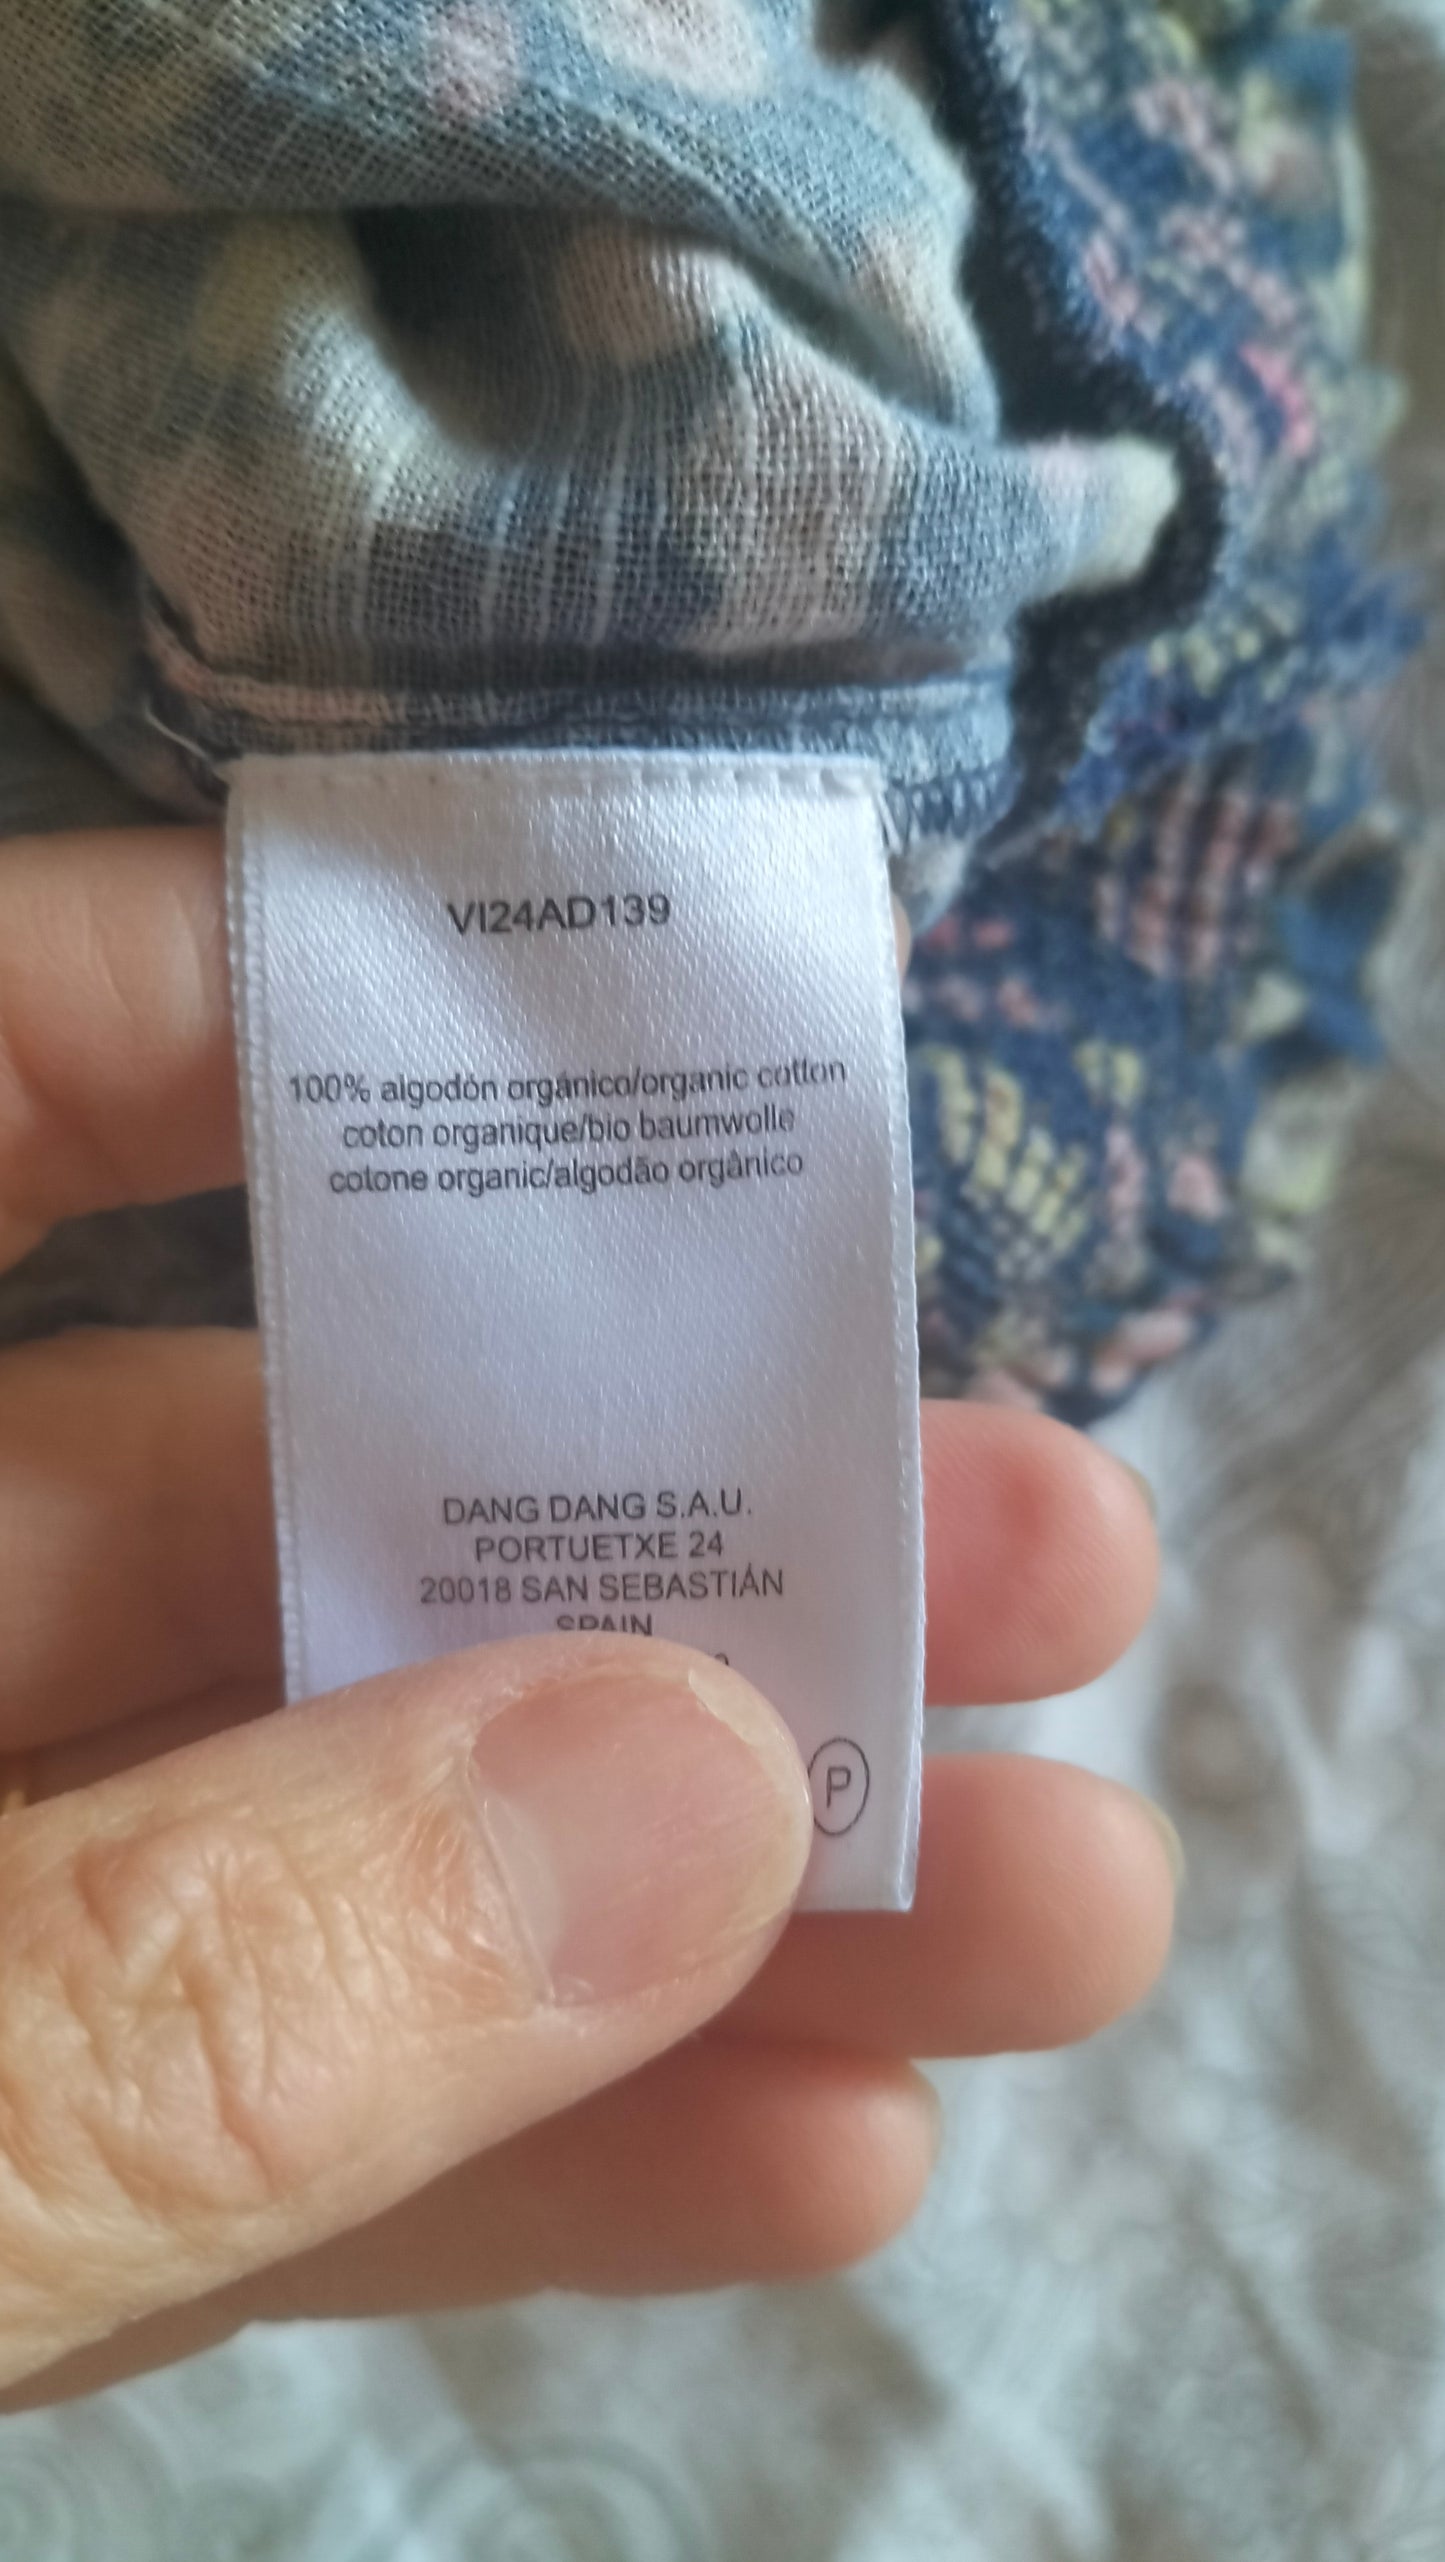 VI24AD139
100% algodón orgánico/organic cotton
coton organique/bio baumwolle
cotone organic/algodão orgânico
DANG DANG S.A.U.
PORTUETXE 24
20018 SAN SEBASTIÁN
SPAIN
P